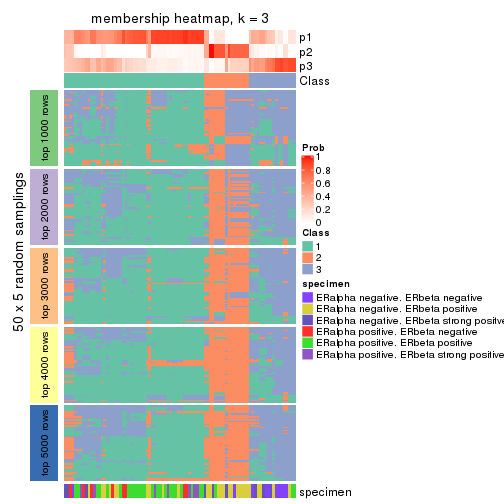 membership heatmap, k = 3
p1
p2
p3
Class
50 x 5 random samplings
top 1000 rows
top 2000 rows
top 3000 rows
top 4000 rows
top 5000 rows
Prob
1
0.8
0.6
0.4
0.2
0
Class
1
2
3
specimen
ERalpha negative. ERbeta negative
ERalpha negative. ERbeta positive
ERalpha negative. ERbeta strong positive
ERalpha positive. ERbeta negative
ERalpha positive. ERbeta positive
ERalpha positive. ERbeta strong positive
specimen